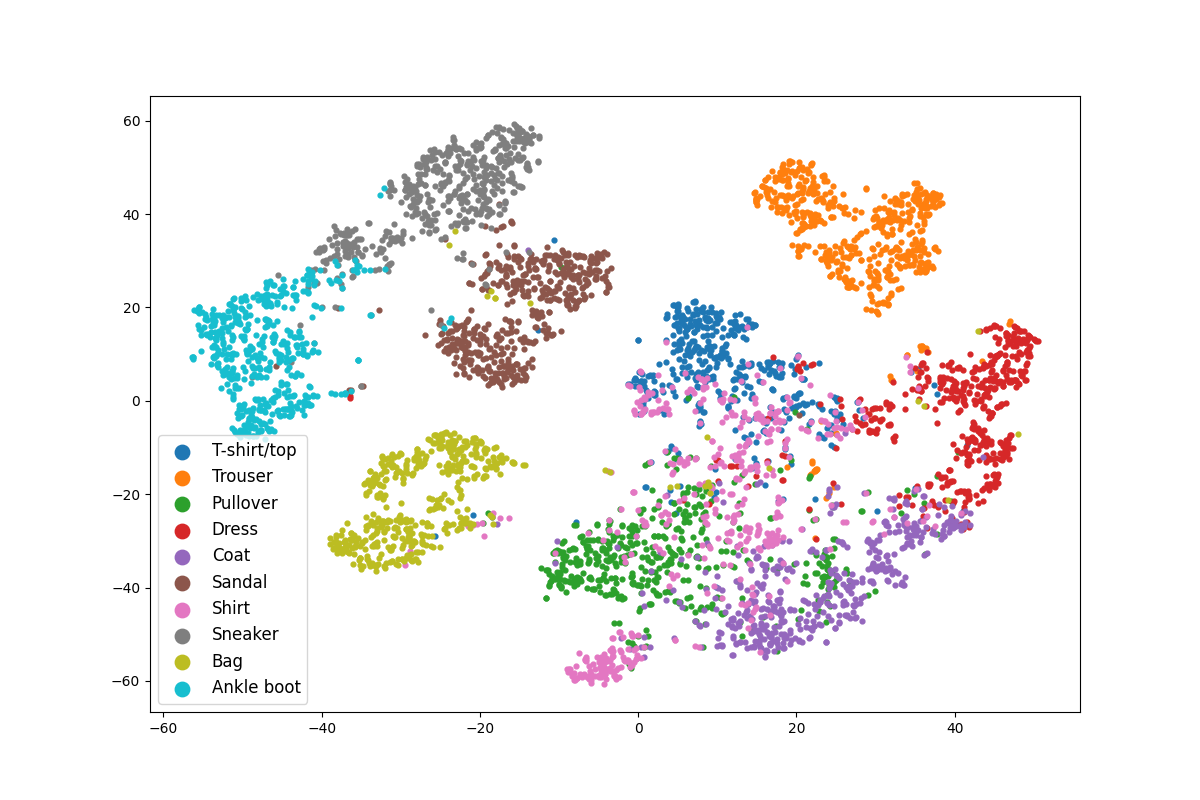 60
40
20
0
−20
−40
−60
−60
−40
−20
0
20
40
T-shirt/top
Trouser
Pullover
Dress
Coat
Sandal
Shirt
Sneaker
Bag
Ankle boot